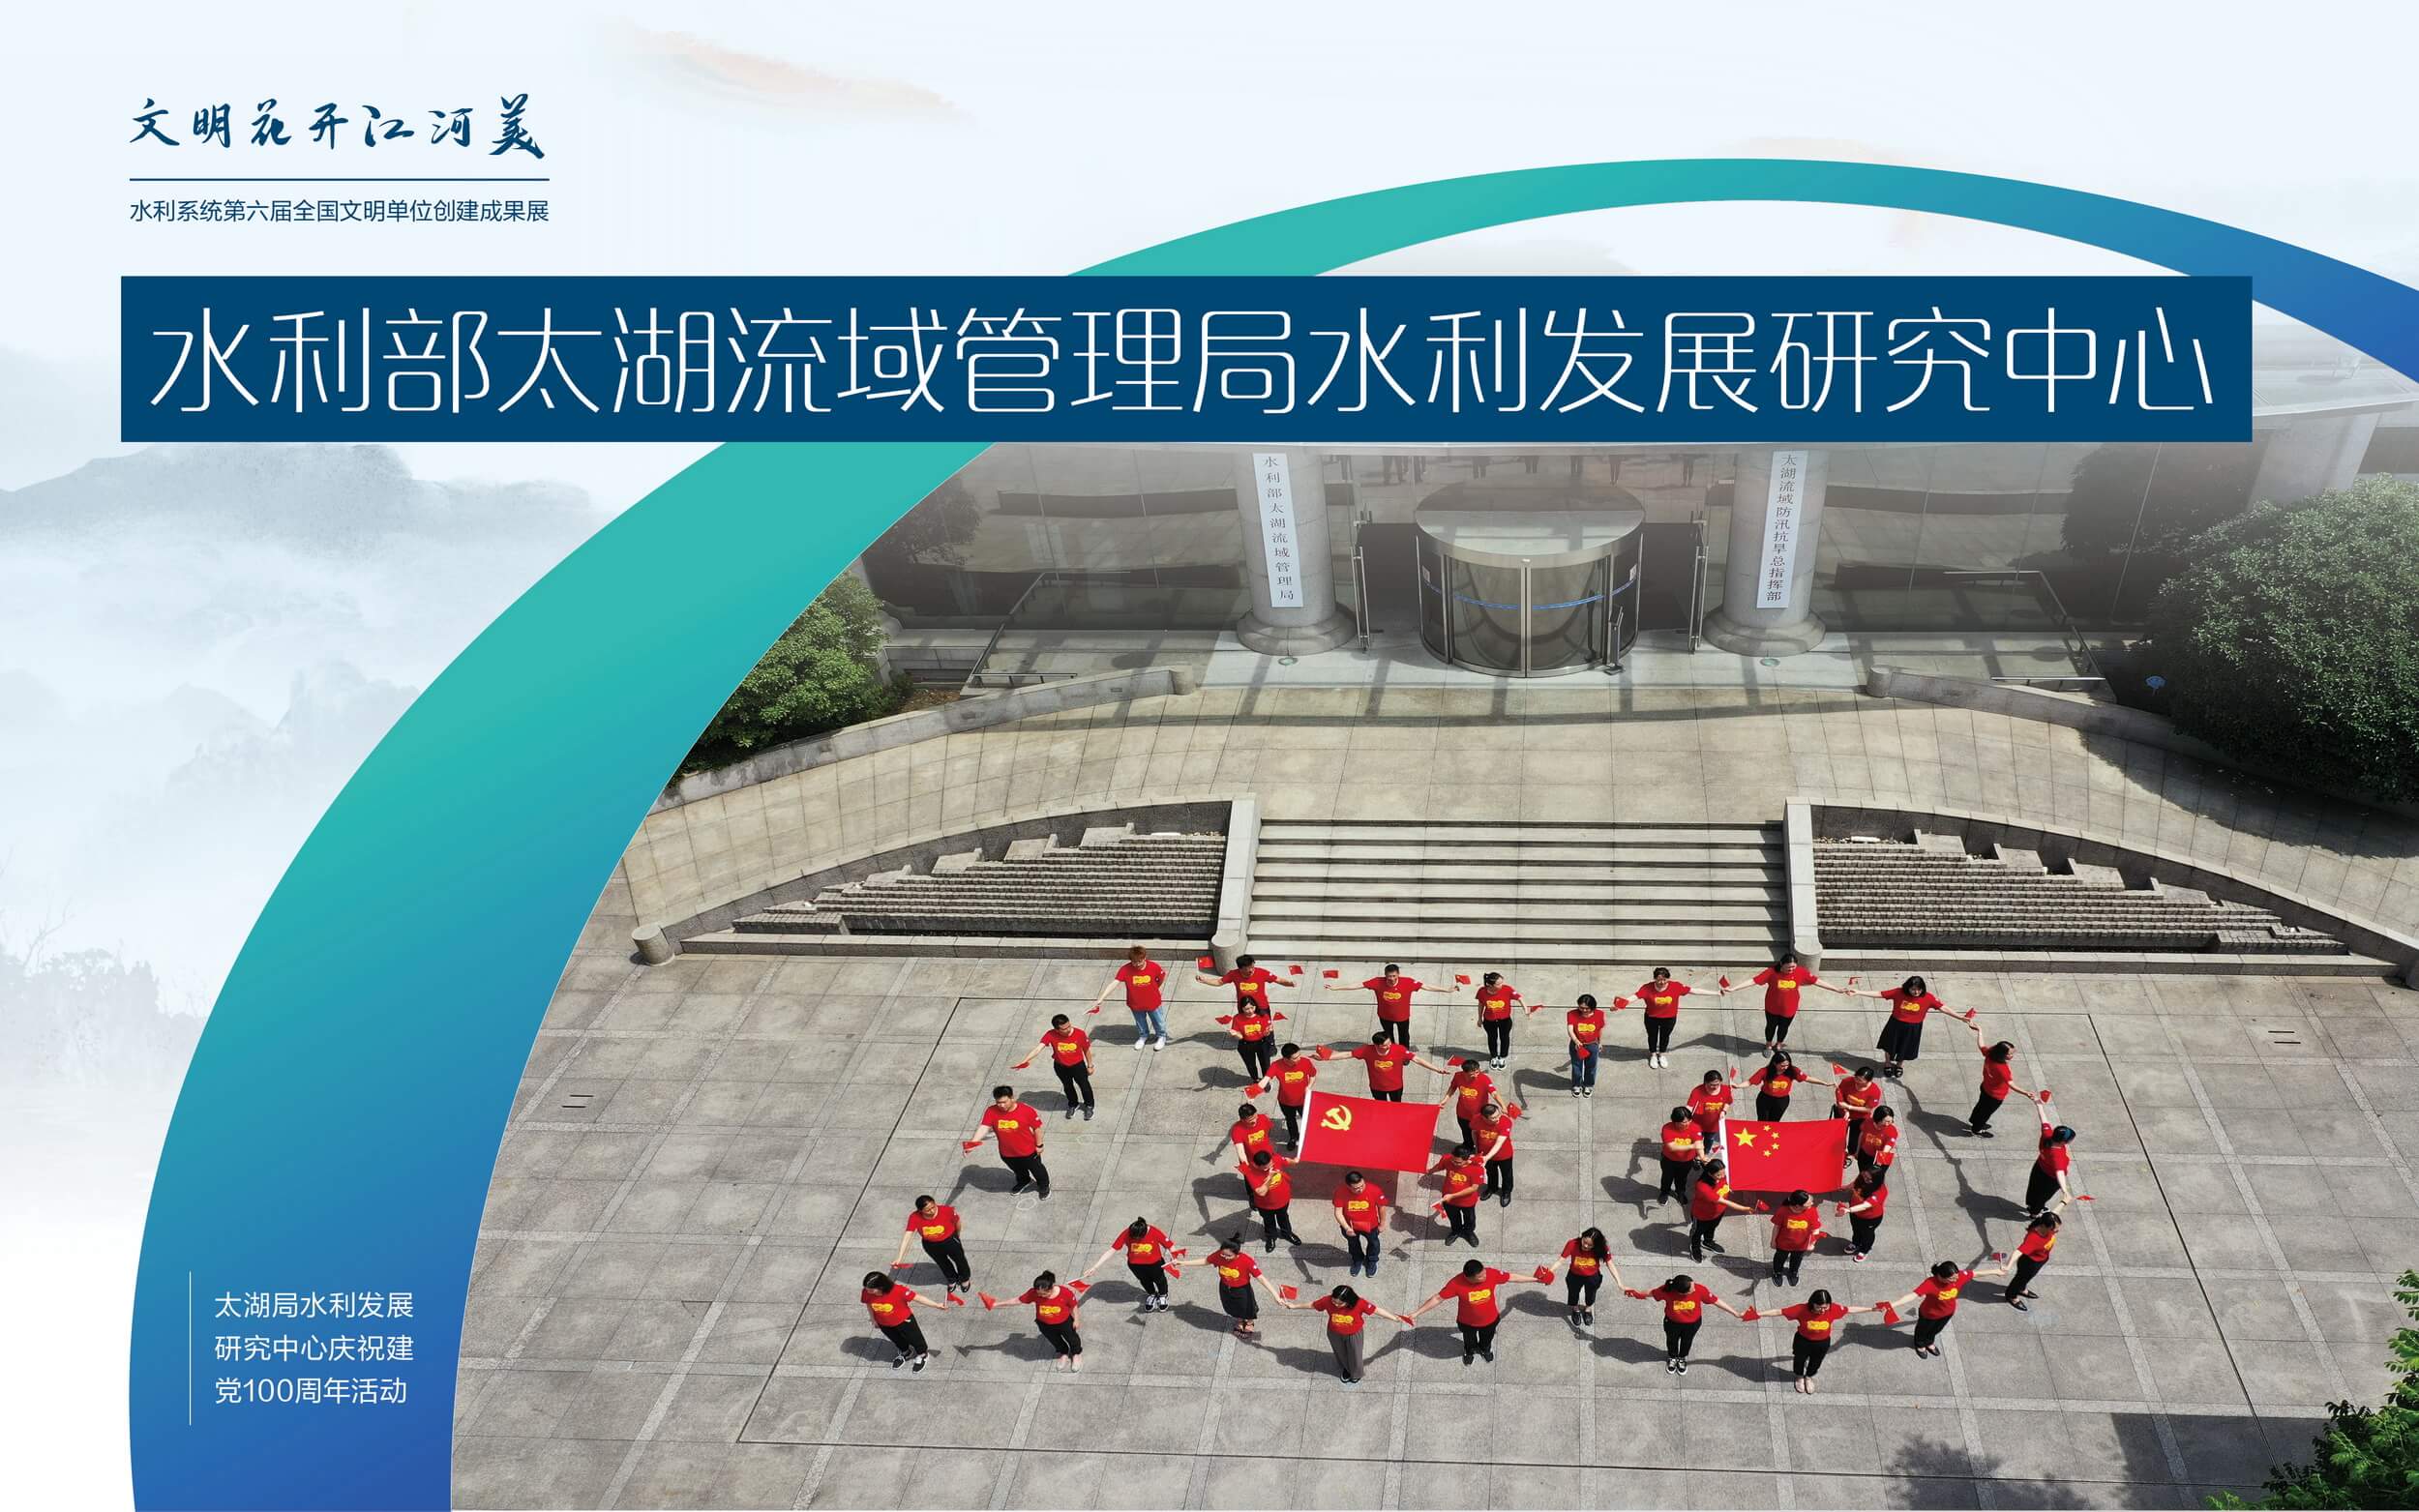 文明花开江河美
水利系统第六届全国文明单位创建成果展
水利部太湖流域管理局水利发展研究中心
水利部太湖流域管理局
太湖流域防汛抗旱总指挥部
太湖局水利发展
研究中心庆祝建
党100周年活动